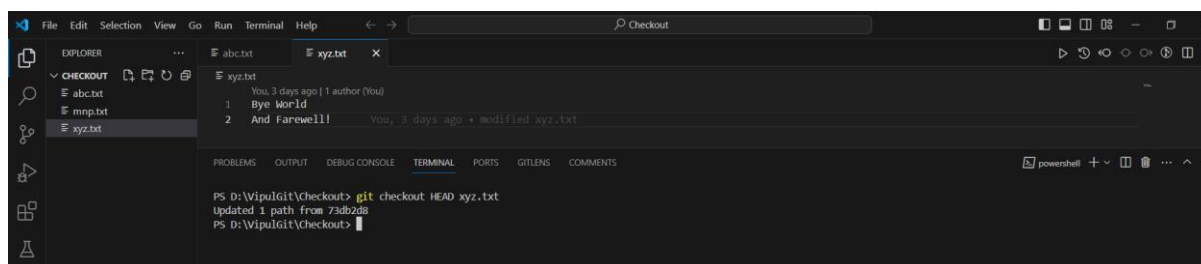 File Edit Selection View Go Run Terminal Help
Checkout
EXPLORER
CHECKOUT
abc.txt
mnp.txt
xyz.txt
abc.txt xyz.txt
xyz.txt
You, 3 days ago | 1 author (You)
1 Bye World
2 And Farewell! You, 3 days ago • modified xyz.txt
PROBLEMS OUTPUT DEBUG CONSOLE TERMINAL PORTS GITLENS COMMENTS
powershell
PS D:\VipulGit\Checkout> git checkout HEAD xyz.txt
Updated 1 path from 73db2d8
PS D:\VipulGit\Checkout>